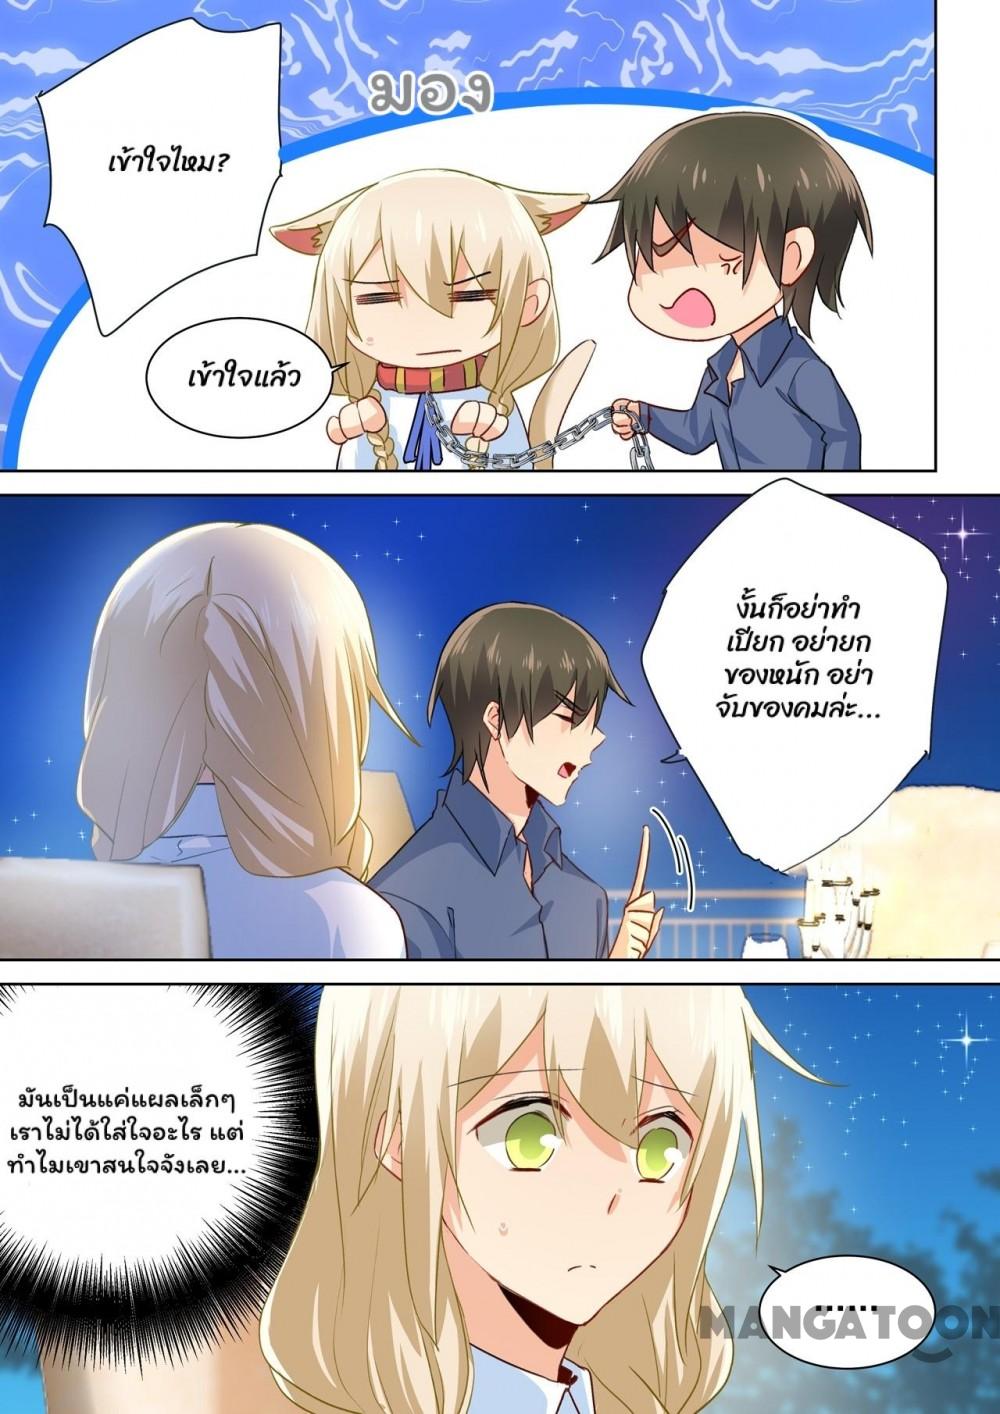 มอง
เข้าใจไหม?
เข้าใจแล้ว
งั้นก็อย่าทำ
เปียก อย่ายก
ของหนัก อย่า
จับของคมล่ะ...
มันเป็นแค่แผลเล็กๆ
เราไม่ได้ใส่ใจอะไร แต่
ทำไมเขาสนใจจังเลย...
.......
MANGATOON